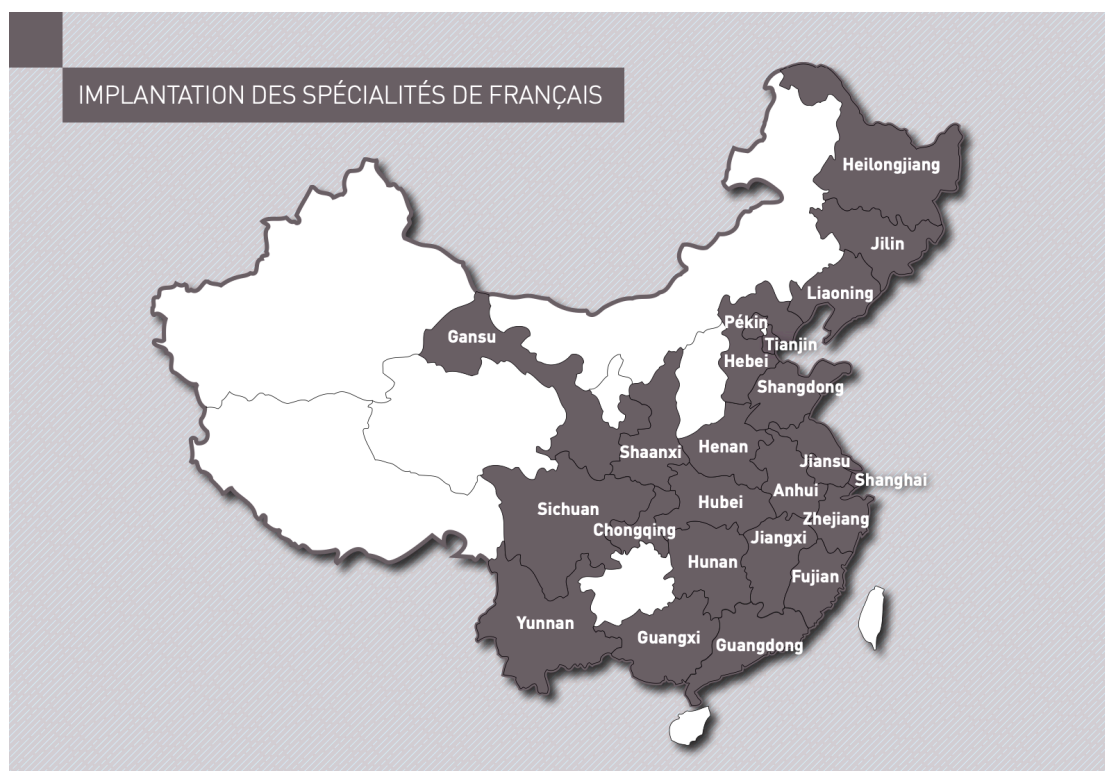 IMPLANTATION DES SPÉCIALITÉS DE FRANÇAIS
Heilongjiang
Jilin
Liaoning
Pékin
Gansu
Tianjin
Hebei
Shangdong
Henan
Shaanxi
Jiansu
Shanghai
Anhui
Hubei
Sichuan
Zhejiang
Chongqing
Jiangxi
Hunan
Fujian
Yunnan
Guangxi
Guangdong